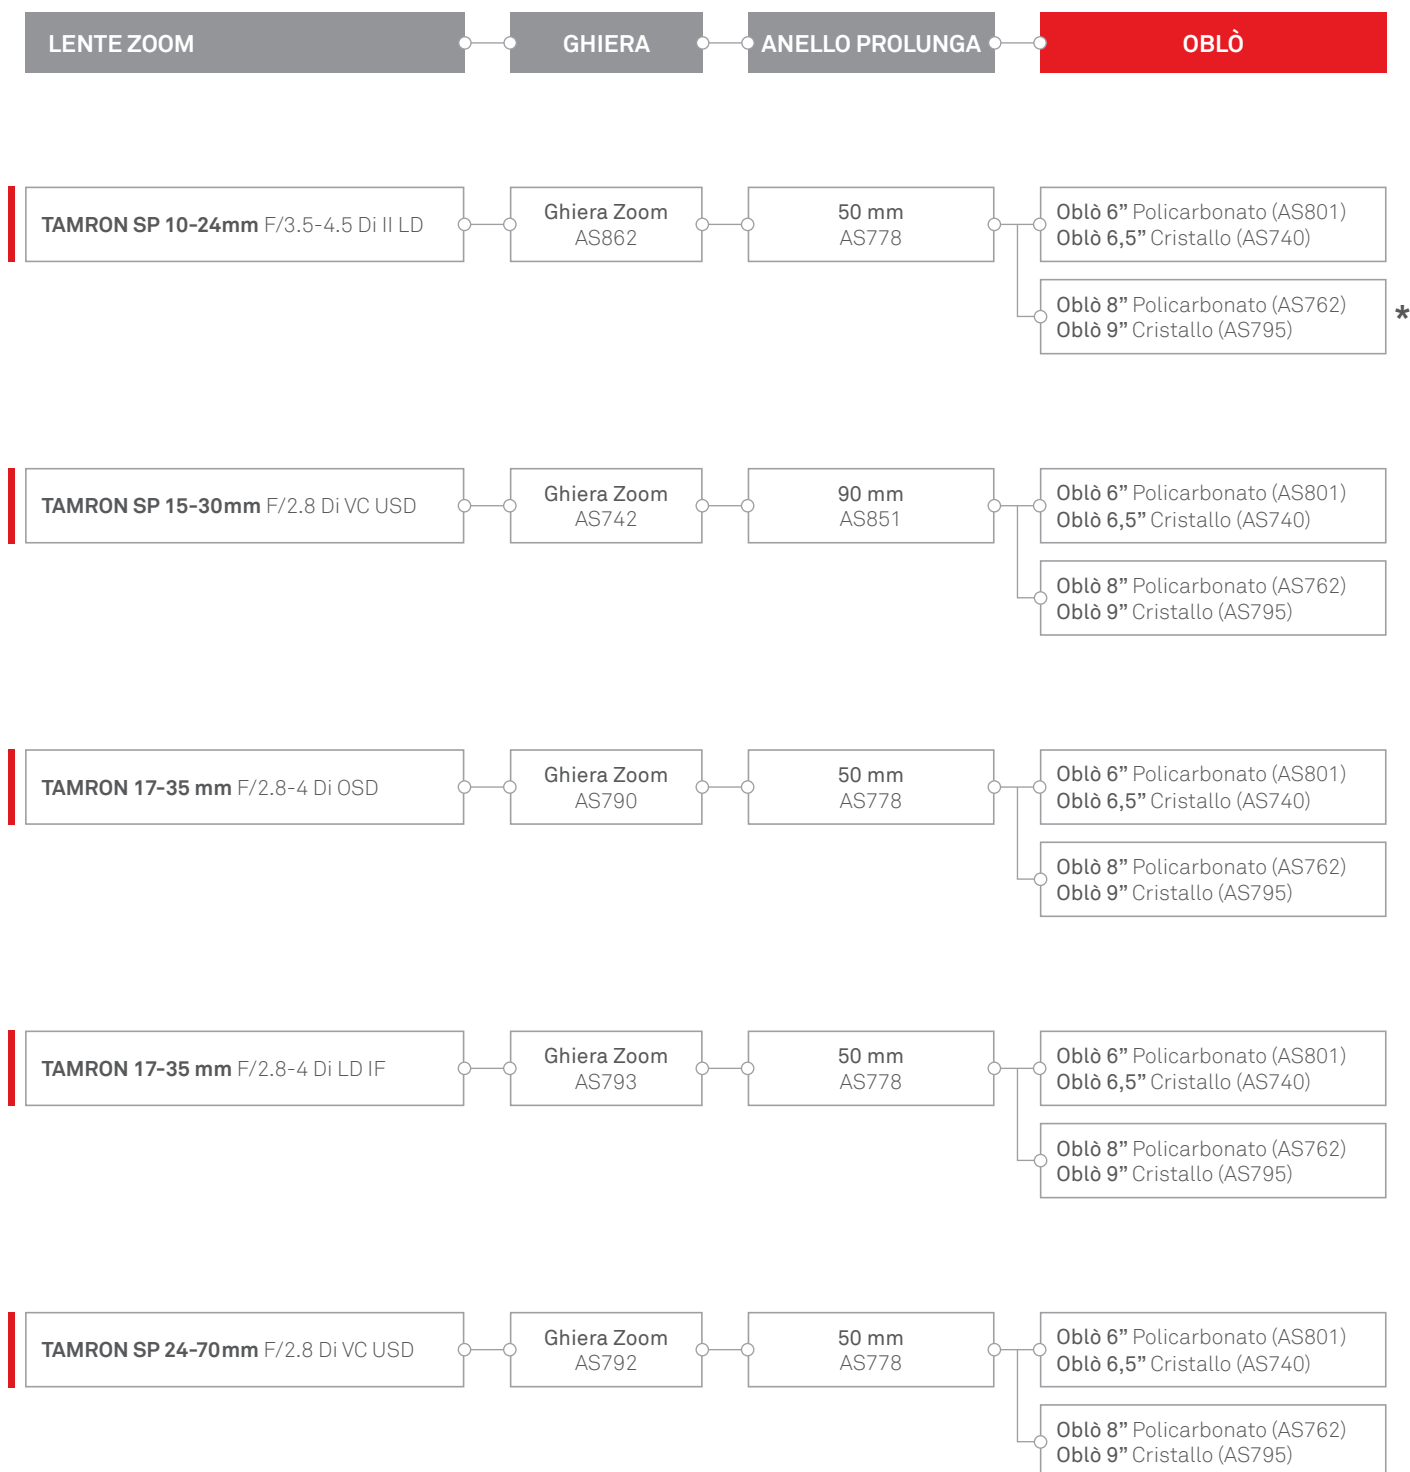 LENTE ZOOM
GHIERA
ANELLO PROLUNGA
OBLÒ
TAMRON SP 10-24mm F/3.5-4.5 Di II LD
Ghiera Zoom
AS862
50 mm
AS778
Oblò 6” Policarbonato (AS801)
Oblò 6,5” Cristallo (AS740)
Oblò 8” Policarbonato (AS762)
Oblò 9” Cristallo (AS795)
*
TAMRON SP 15-30mm F/2.8 Di VC USD
Ghiera Zoom
AS742
90 mm
AS851
Oblò 6” Policarbonato (AS801)
Oblò 6,5” Cristallo (AS740)
Oblò 8” Policarbonato (AS762)
Oblò 9” Cristallo (AS795)
TAMRON 17-35 mm F/2.8-4 Di OSD
Ghiera Zoom
AS790
50 mm
AS778
Oblò 6” Policarbonato (AS801)
Oblò 6,5” Cristallo (AS740)
Oblò 8” Policarbonato (AS762)
Oblò 9” Cristallo (AS795)
TAMRON 17-35 mm F/2.8-4 Di LD IF
Ghiera Zoom
AS793
50 mm
AS778
Oblò 6” Policarbonato (AS801)
Oblò 6,5” Cristallo (AS740)
Oblò 8” Policarbonato (AS762)
Oblò 9” Cristallo (AS795)
TAMRON SP 24-70mm F/2.8 Di VC USD
Ghiera Zoom
AS792
50 mm
AS778
Oblò 6” Policarbonato (AS801)
Oblò 6,5” Cristallo (AS740)
Oblò 8” Policarbonato (AS762)
Oblò 9” Cristallo (AS795)